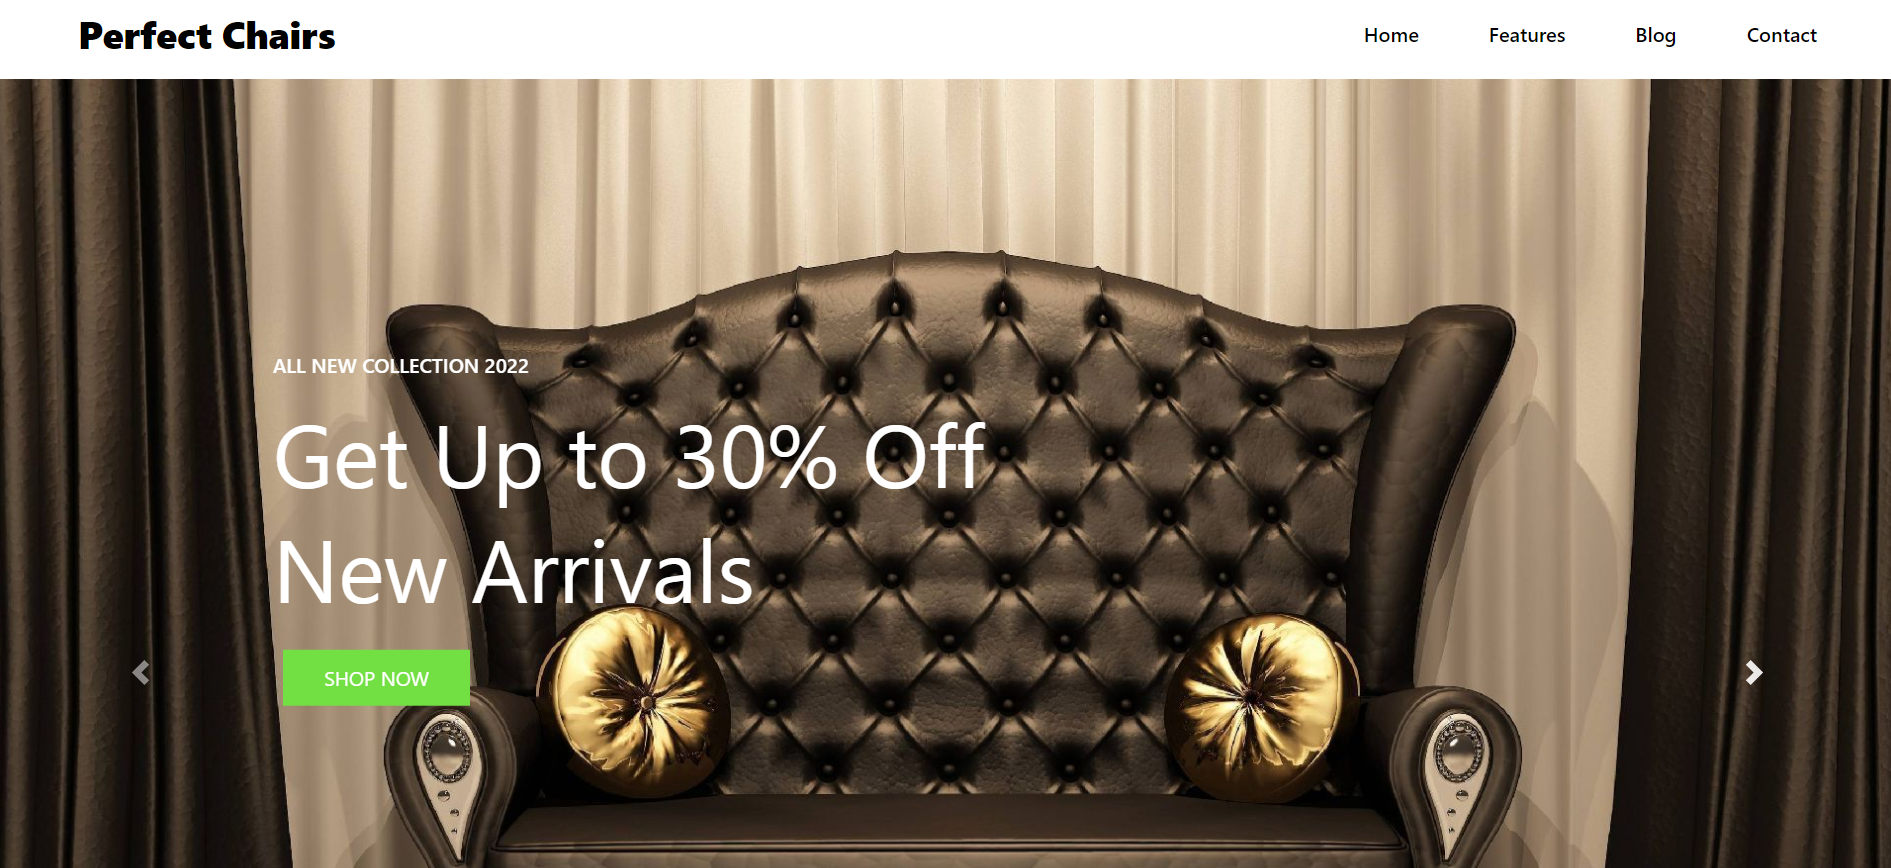 Perfect Chairs
Home Features Blog Contact
ALL NEW COLLECTION 2022
Get Up to 30% Off
New Arrivals
SHOP NOW